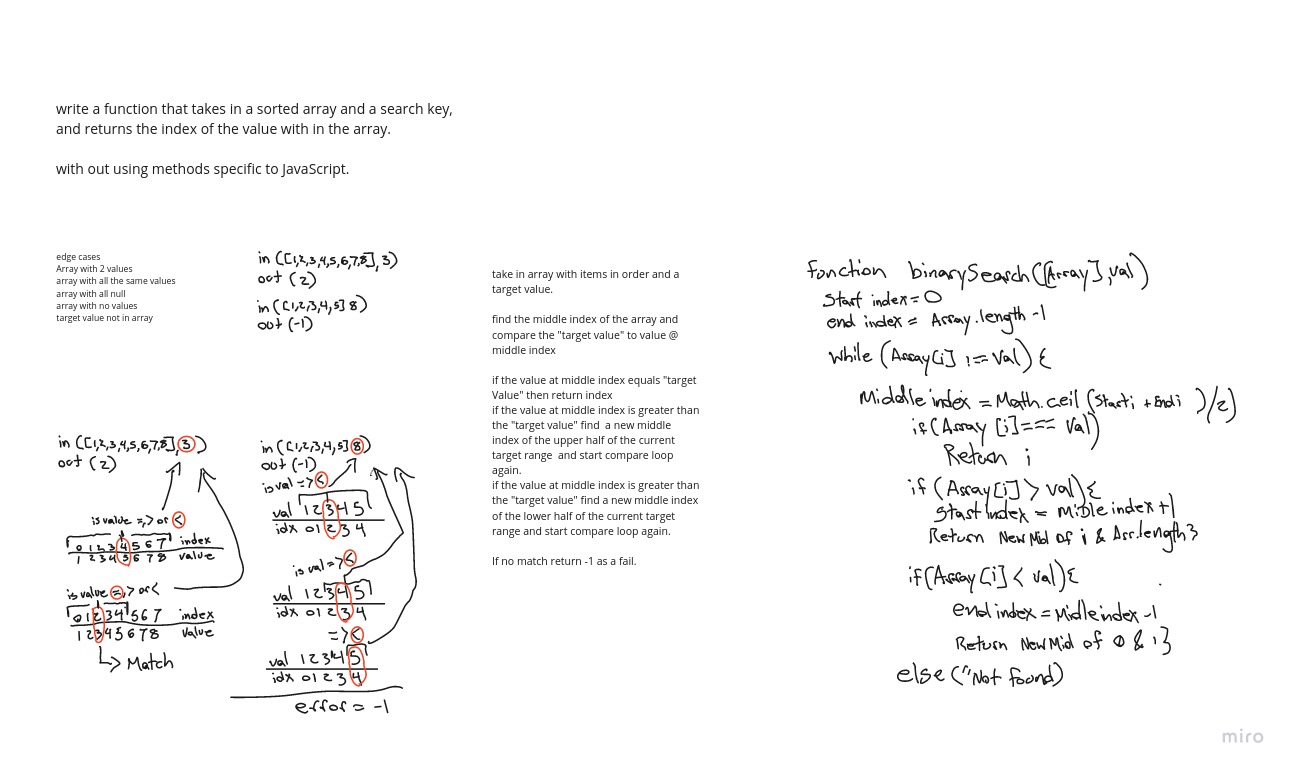 write a function that takes in a sorted array and a search key,
and returns the index of the value with in the array.
with out using methods specific to JavaScript.
edge cases
Array with 2 values
array with all the same values
array with all null
array with no values
target value not in array
in ([1,2,3,4,5,6,7,8], 3)
out (2)
in ([1,2,3,4,5] 8)
out (-1)
in ([1,2,3,4,5,6,7,8], 3)
out (2)
is value =,> or <
0 1 2 3 4 5 6 7 index
1 2 3 4 5 6 7 8 value
is value =,> or <
0 1 2 3 4 5 6 7 index
1 2 3 4 5 6 7 8 value
Match
in ([1,2,3,4,5] 8)
out (-1)
is val = > <
val 1 2 3 4 5
idx 0 1 2 3 4
is val = > <
val 1 2 3 4 5
idx 0 1 2 3 4
= > <
val 1 2 3 4 5
idx 0 1 2 3 4
error = -1
take in array with items in order and a
target value.
find the middle index of the array and
compare the "target value" to value @
middle index
if the value at middle index equals "target
Value" then return index
if the value at middle index is greater than
the "target value" find  a new middle
index of the upper half of the current
target range  and start compare loop
again.
if the value at middle index is greater than
the "target value" find a new middle index
of the lower half of the current target
range and start compare loop again.
If no match return -1 as a fail.
function binarySearch([Array], val)
Start index = 0
end index = Array.length -1
while (Array[i] !== Val) {
Middle index = Math.ceil (Start i + End i )/2)
if (Array [i] === Val)
Return i
if (Array[i] > val) {
Start index = Midle index +1
Return New Mid of i & Arr.length }
if (Array[i] < val) {
end index = Midle index -1
Return New Mid of 0 & i }
else ("Not found)
miro